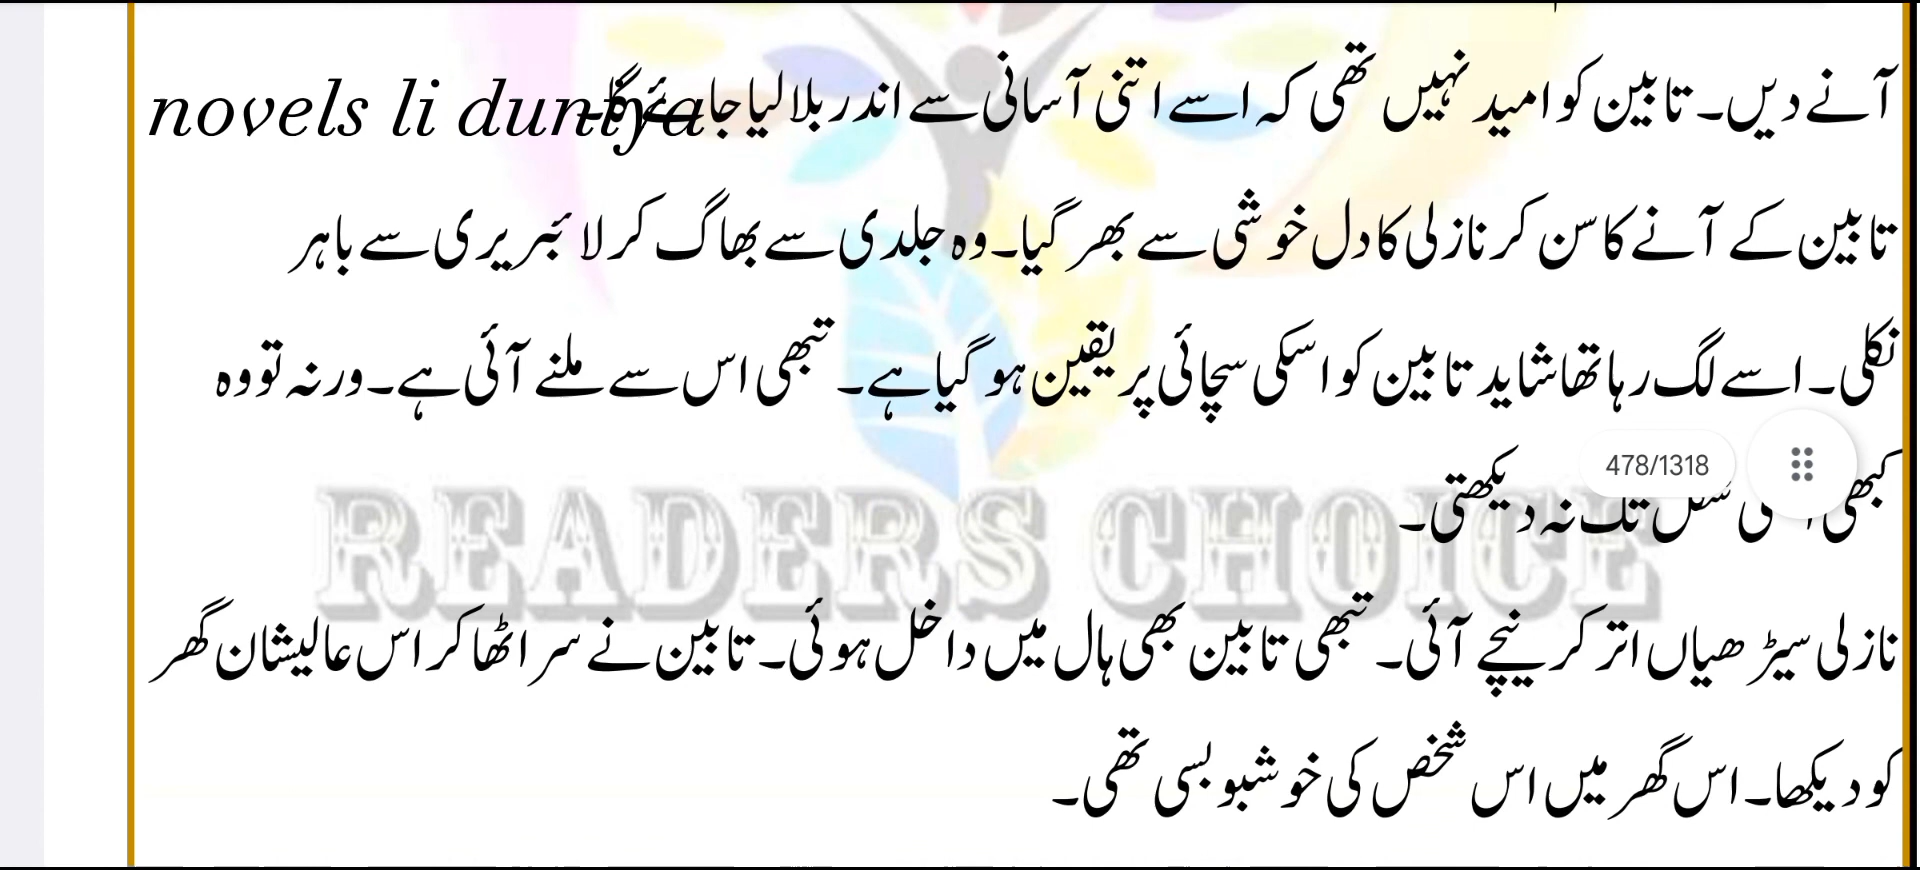 آنے دیں۔ تابین کو امید نہیں تھی کہ اسے اتنی آسانی سے اندر بلا لیا جائے گا۔
novels li duniya
تابین کے آنے کا سن کر نازلی کا دل خوشی سے بھر گیا۔ وہ جلدی سے بھاگ کر لائبریری سے باہر
نکلی۔ اسے لگ رہا تھا شاید تابین کو اسکی سچائی پر یقین ہو گیا ہے۔ تبھی اس سے ملنے آئی ہے۔ ورنہ تو وہ
478/1318
کبھی تک نہ دیکھتی۔
READERS CHOICE
نازلی سیڑھیاں اتر کر نیچے آئی۔ تبھی تابین بھی ہال میں داخل ہوئی۔ تابین نے سر اٹھا کر اس عالیشان گھر
کو دیکھا۔ اس گھر میں اس شخص کی خوشبو بسی تھی۔